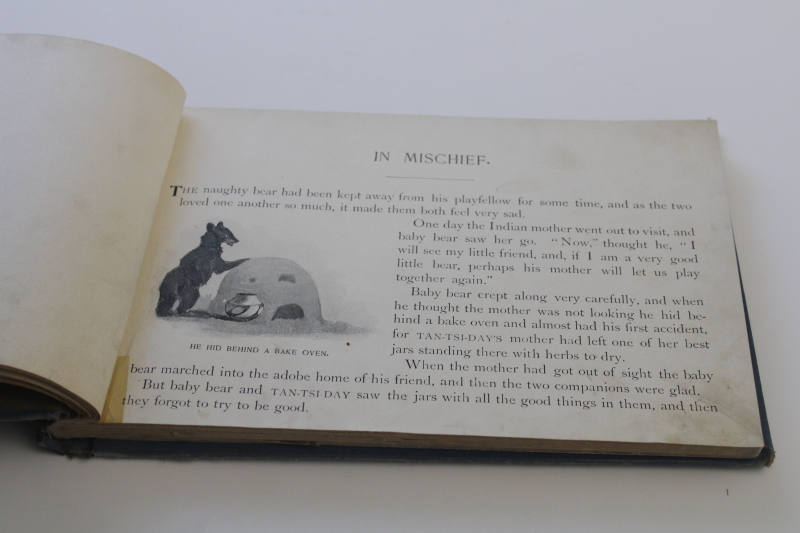 IN MISCHIEF.
THE naughty bear had been kept away from his playfellow for some time, and as the two
loved one another so much, it made them both feel very sad.
One day the Indian mother went out to visit, and
baby bear saw her go. "Now," thought he, "I
will see my little friend, and, if I am a very good
little bear, perhaps his mother will let us play
together again."
Baby bear crept along very carefully, and when
he thought the mother was not looking he hid be-
hind a bake oven and almost had his first accident,
for TAN-TSI-DAY'S mother had left one of her best
jars standing there with herbs to dry.
HE HID BEHIND A BAKE OVEN.
When the mother had got out of sight the baby
bear marched into the adobe home of his friend, and then the two companions were glad.
But baby bear and TAN-TSI-DAY saw the jars with all the good things in them, and then
they forgot to try to be good.
1